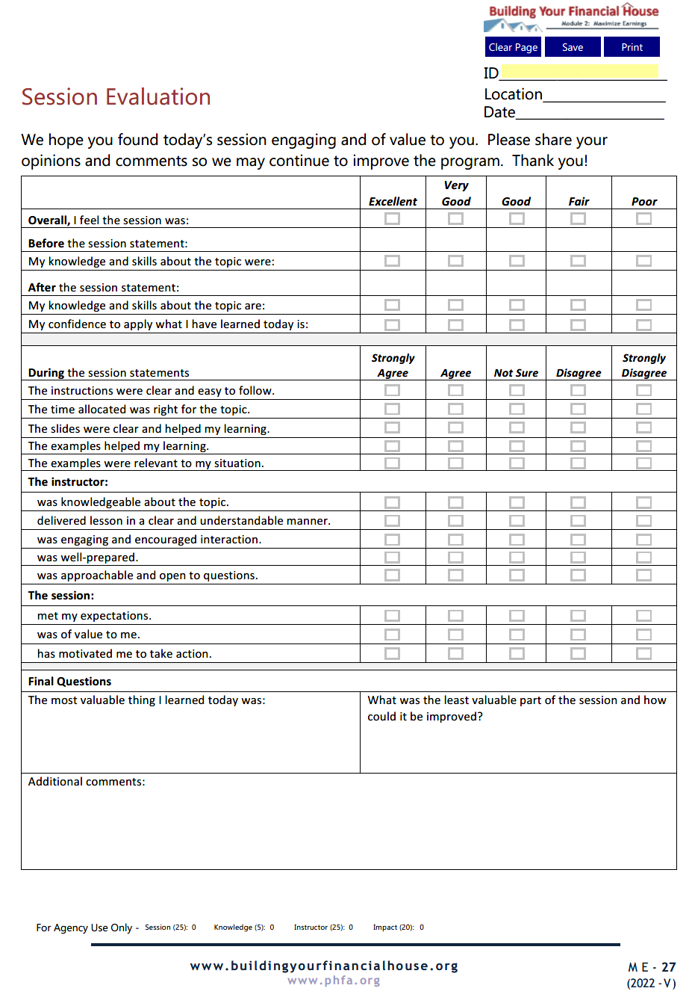 Building Your Financial House
Module 2: Maximize Earnings
Clear Page Save Print
ID
Session Evaluation
Location
Date
We hope you found today's session engaging and of value to you. Please share your
opinions and comments so we may continue to improve the program. Thank you!
Excellent Very Good Good Fair Poor
Overall, I feel the session was:
Before the session statement:
My knowledge and skills about the topic were:
After the session statement:
My knowledge and skills about the topic are:
My confidence to apply what I have learned today is:
During the session statements Strongly Agree Agree Not Sure Disagree Strongly Disagree
The instructions were clear and easy to follow.
The time allocated was right for the topic.
The slides were clear and helped my learning.
The examples helped my learning.
The examples were relevant to my situation.
The instructor:
was knowledgeable about the topic.
delivered lesson in a clear and understandable manner.
was engaging and encouraged interaction.
was well-prepared.
was approachable and open to questions.
The session:
met my expectations.
was of value to me.
has motivated me to take action.
Final Questions
The most valuable thing I learned today was:
What was the least valuable part of the session and how
could it be improved?
Additional comments:
For Agency Use Only - Session (25): 0 Knowledge (5): 0 Instructor (25): 0 Impact (20): 0
www.buildingyourfinancialhouse.org
www.phfa.org
ME - 27
(2022 -V)